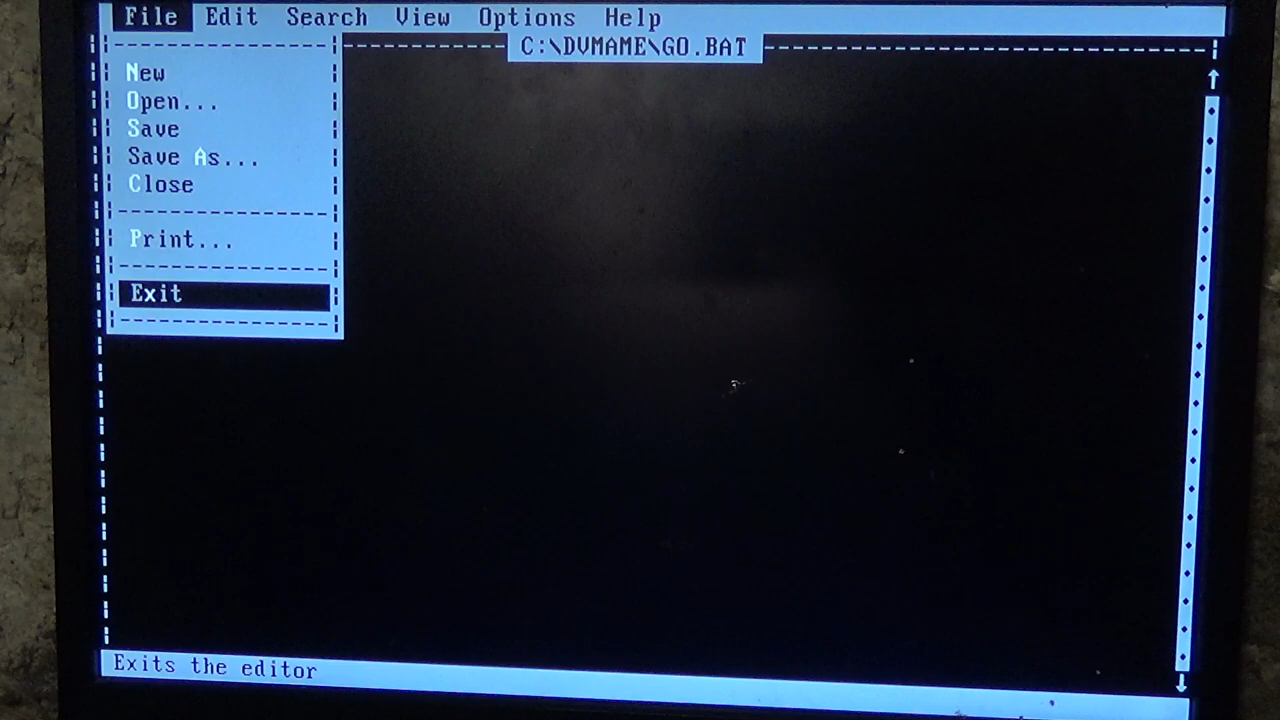 File Edit Search View Options Help
C:\DVMAME\GO.BAT
New
Open...
Save
Save As...
Close
Print...
Exit
Exits the editor